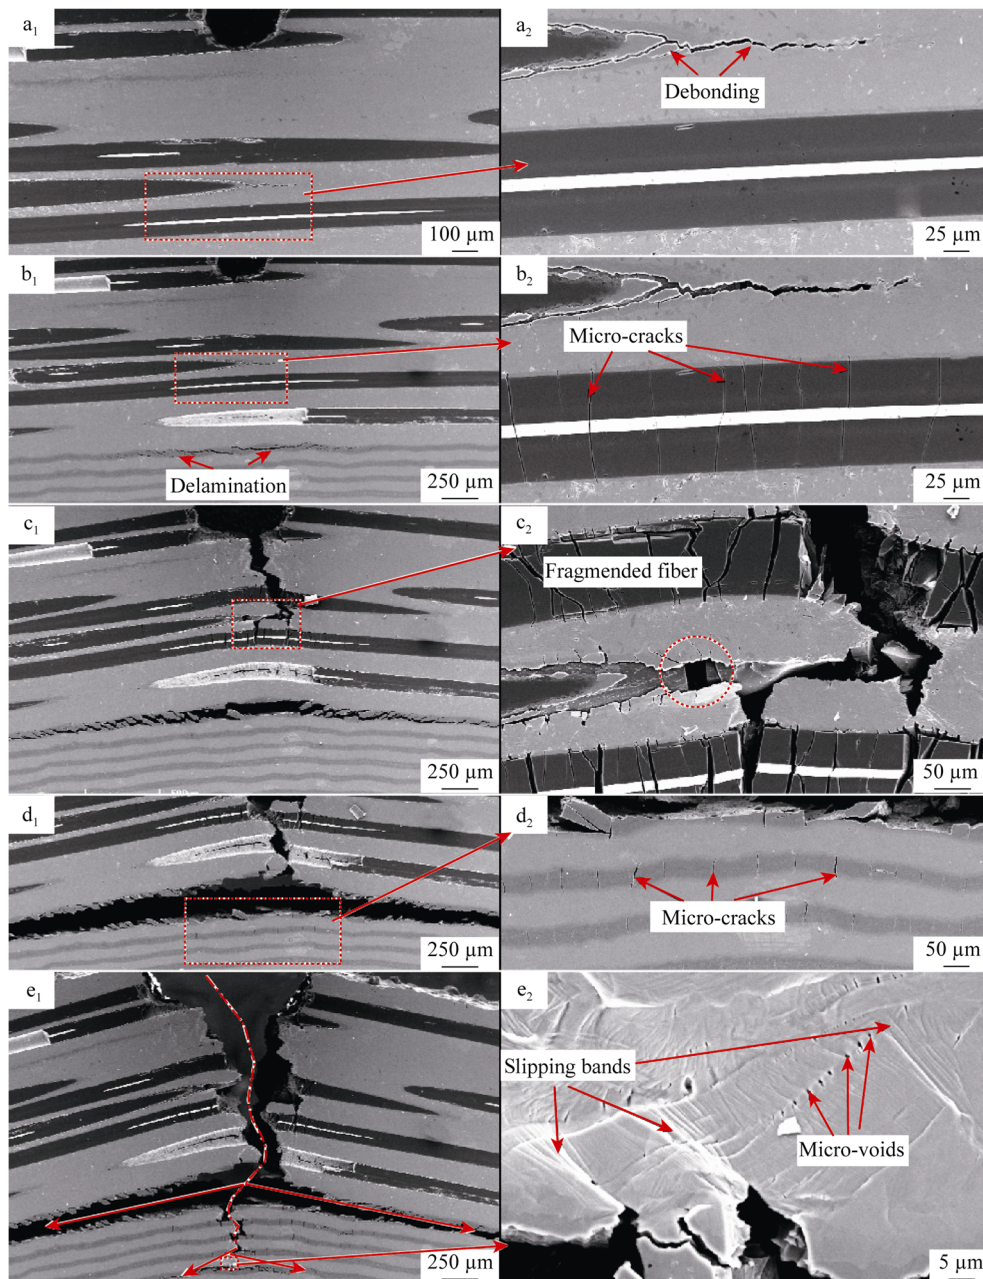 a1
a2
Debonding
100 µm
25 µm
b1
b2
Micro-cracks
Delamination
250 µm
25 µm
c1
c2
Fragmended fiber
250 µm
50 µm
d1
d2
Micro-cracks
250 µm
50 µm
e1
e2
Slipping bands
Micro-voids
250 µm
5 µm